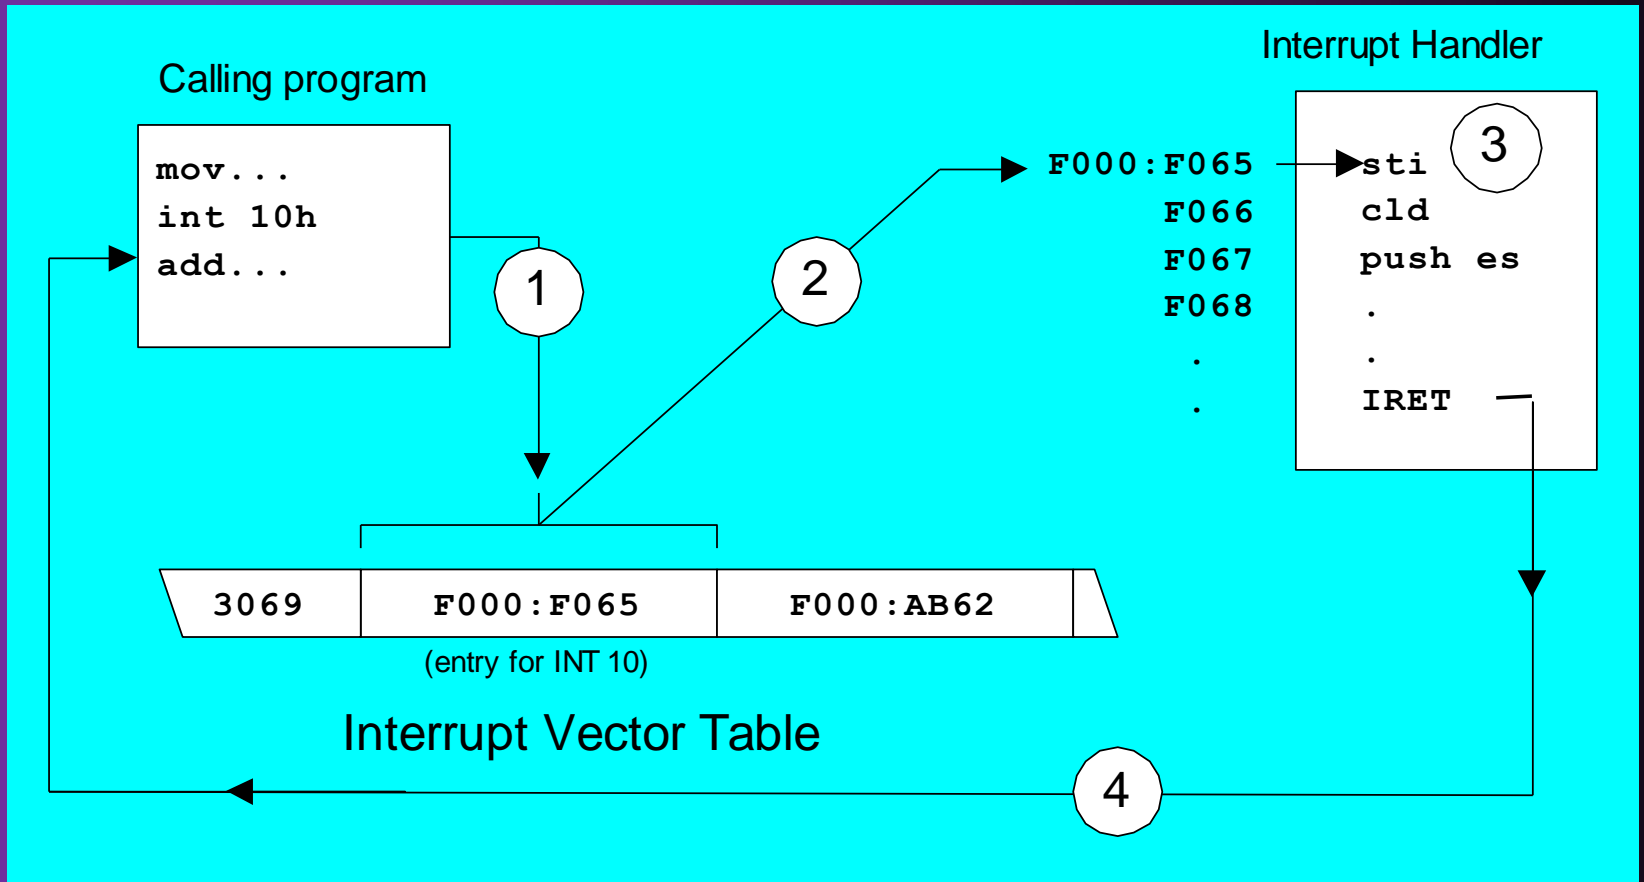 Calling program
mov...
int 10h
add...
1
2
Interrupt Handler
3
F000:F065 sti
F066 cld
F067 push es
F068 .
. .
. IRET
3069 F000:F065 F000:AB62
(entry for INT 10)
Interrupt Vector Table
4